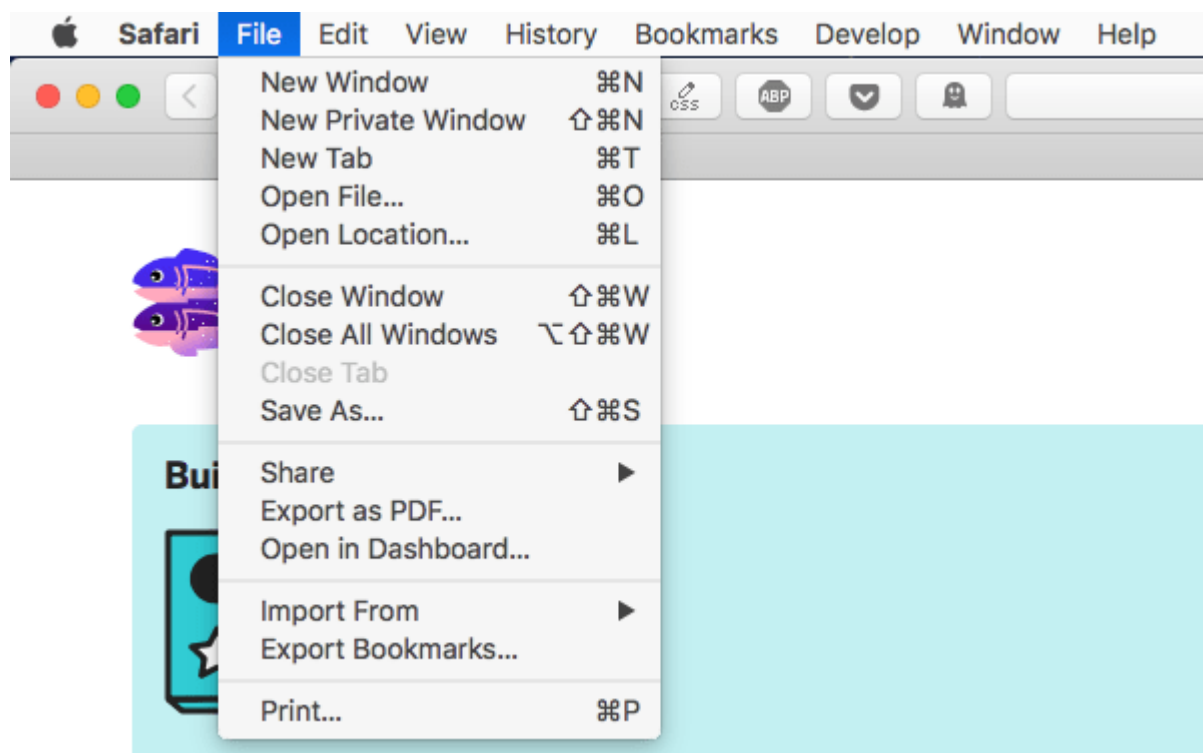 Safari File Edit View History Bookmarks Develop Window Help
New Window ⌘N
css ABP
New Private Window ⇧⌘N
New Tab ⌘T
Open File... ⌘O
Open Location... ⌘L
Close Window ⇧⌘W
Close All Windows ⌥⇧⌘W
Close Tab
Save As... ⇧⌘S
Bui
Share ▶
Export as PDF...
Open in Dashboard...
Import From ▶
Export Bookmarks...
Print... ⌘P